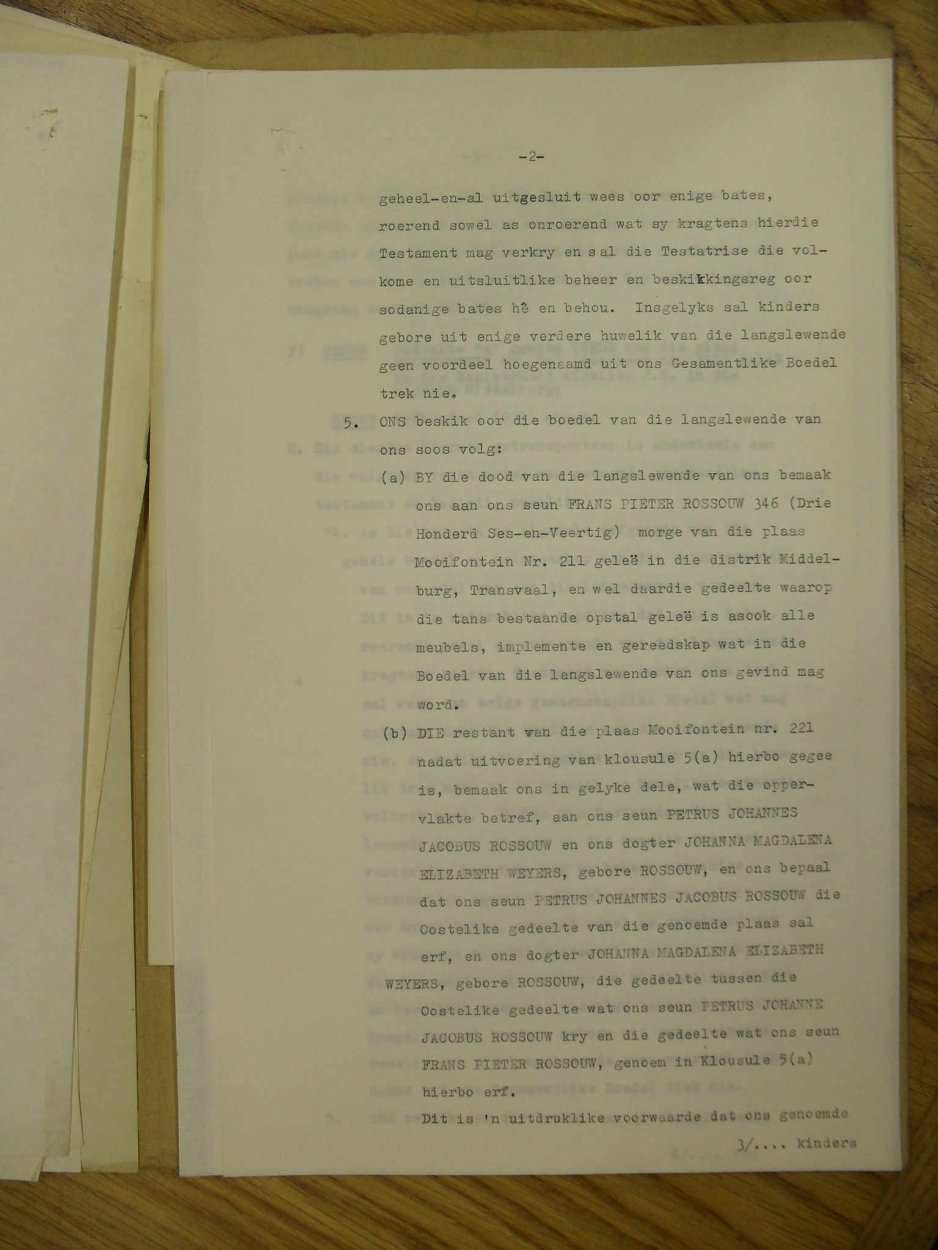 -2-
geheel-en-al uitgesluit wees oor enige bates,
roerend sowel as onroerend wat sy kragtens hierdie
Testament mag verkry en sal die Testatrise die vol-
kome en uitsluitlike beheer en beskikkingsreg oor
sodanige bates hê en behou. Insgelyks sal kinders
gebore uit enige verdere huwelik van die langslewende
geen voordeel hoegenaamd uit ons Gesamentlike Boedel
trek nie.
5. ONS beskik oor die boedel van die langslewende van
ons soos volg:
(a) BY die dood van die langslewende van ons bemaak
ons aan ons seun FRANS PIETER ROSSOUW 346 (Drie
Honderd Ses-en-Veertig) morge van die plaas
Mooifontein Nr. 211 geleë in die distrik Middel-
burg, Transvaal, en wel daardie gedeelte waarop
die tans bestaande opstal geleë is asook alle
meubels, implemente en gereedskap wat in die
Boedel van die langslewende van ons gevind mag
word.
(b) DIE restant van die plaas Mooifontein nr. 221
nadat uitvoering van klousule 5(a) hierbo gegee
is, bemaak ons in gelyke dele, wat die opper-
vlakte betref, aan ons seun PETRUS JOHANNES
JACOBUS ROSSOUW en ons dogter JOHANNA MAGDALENA
ELIZABETH WEYERS, gebore ROSSOUW, en ons bepaal
dat ons seun PETRUS JOHANNES JACOBUS ROSSOUW die
Oostelike gedeelte van die genoemde plaas sal
erf, en ons dogter JOHANNA MAGDALENA ELIZABETH
WEYERS, gebore ROSSOUW, die gedeelte tussen die
Oostelike gedeelte wat ons seun PETRUS JOHANNE
JACOBUS ROSSOUW kry en die gedeelte wat ons seun
FRANS PIETER ROSSOUW, genoem in Klousule 5(a)
hierbo erf.
Dit is 'n uitdruklike voorwaarde dat ons genoemde
3/.... kinders